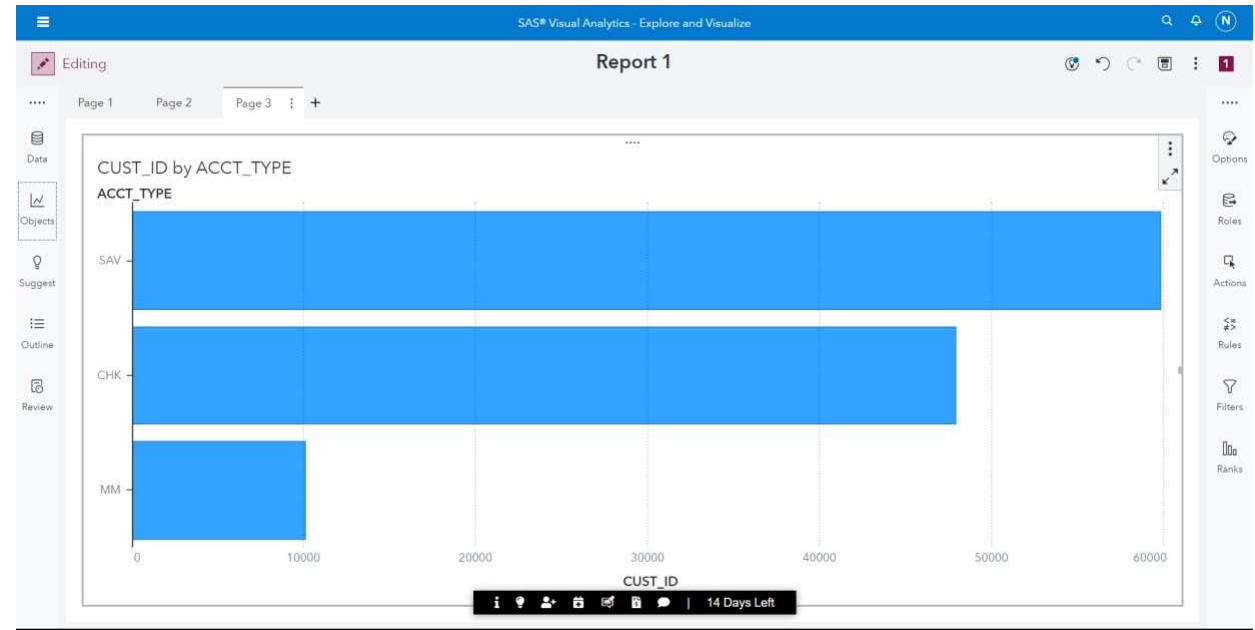 SAS® Visual Analytics - Explore and Visualize
N
Editing
Report 1
1
Page 1
Page 2
Page 3
+
Data
Objects
Suggest
Outline
Review
CUST_ID by ACCT_TYPE
ACCT_TYPE
SAV
CHK
MM
0 10000 20000 30000 40000 50000 60000
CUST_ID
14 Days Left
Options
Roles
Actions
Rules
Filters
Ranks